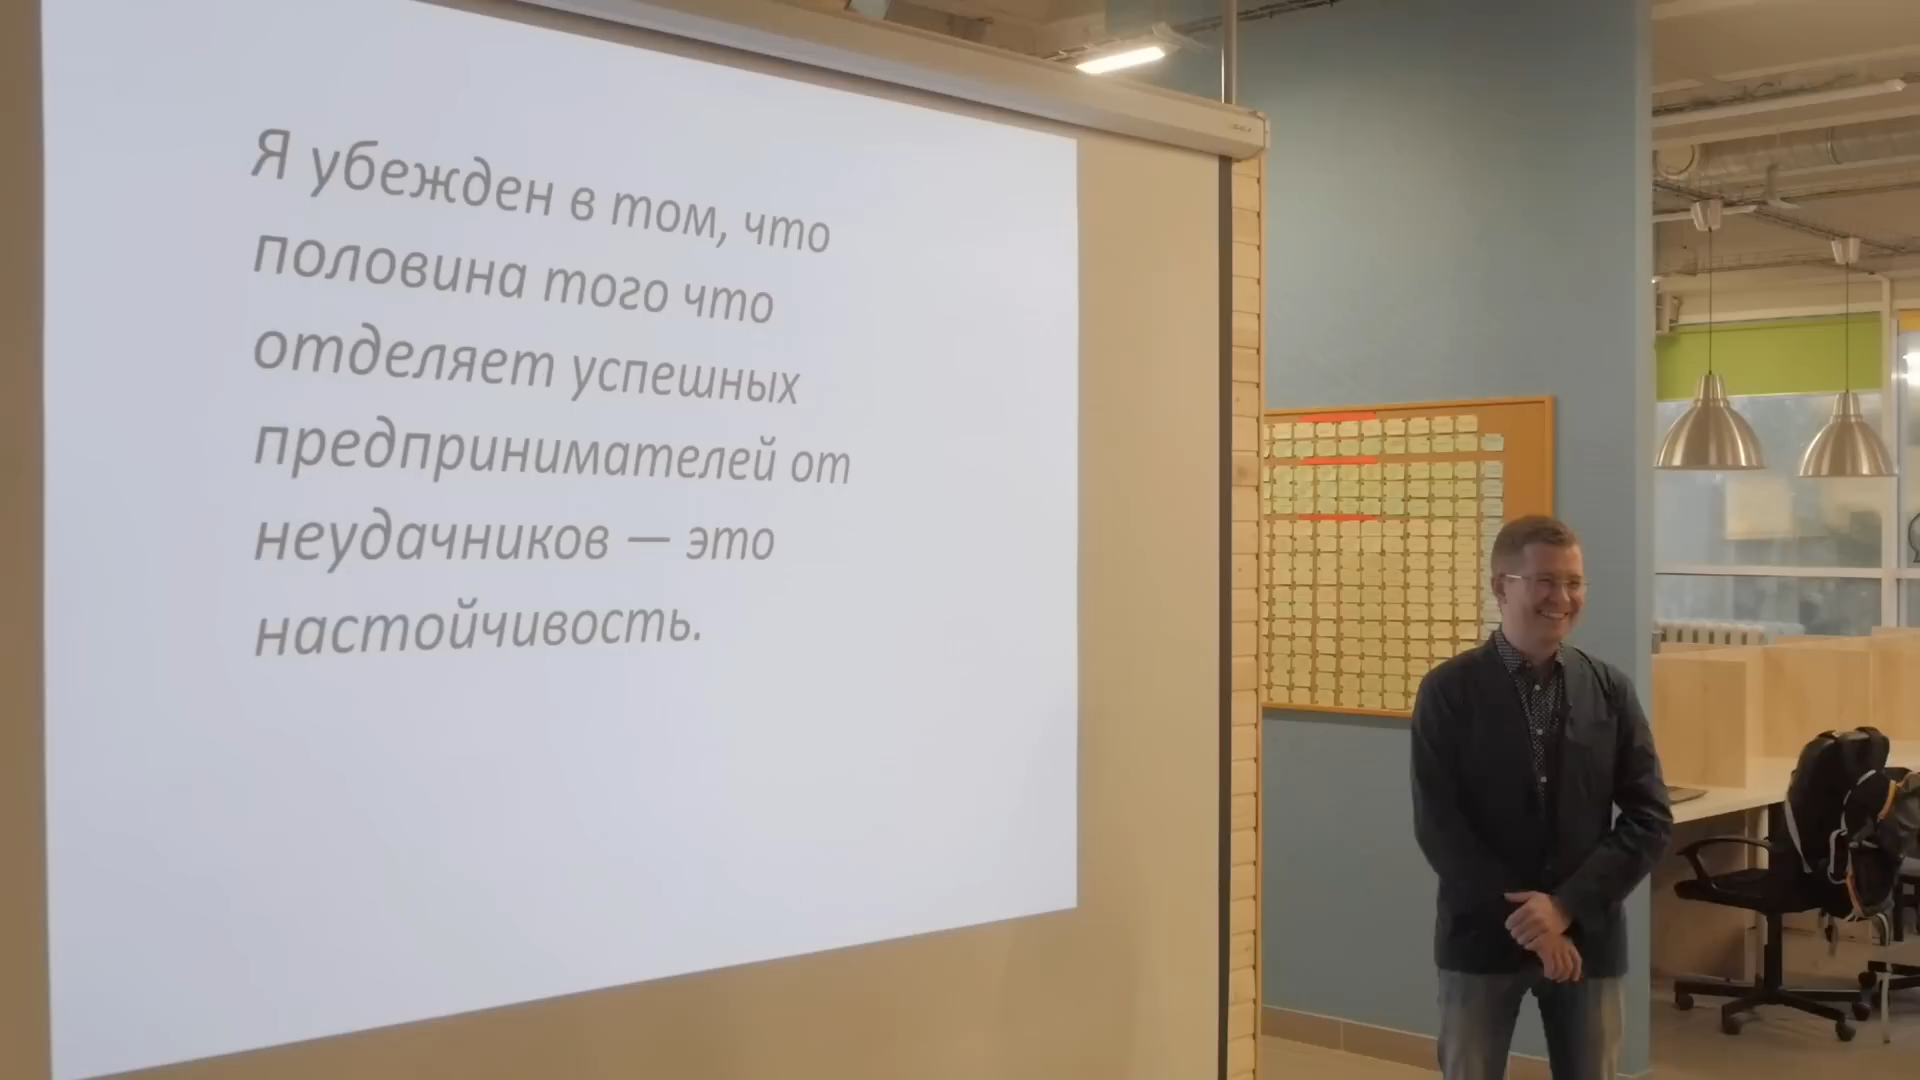 Я убежден в том, что
половина того что
отделяет успешных
предпринимателей от
неудачников — это
настойчивость.